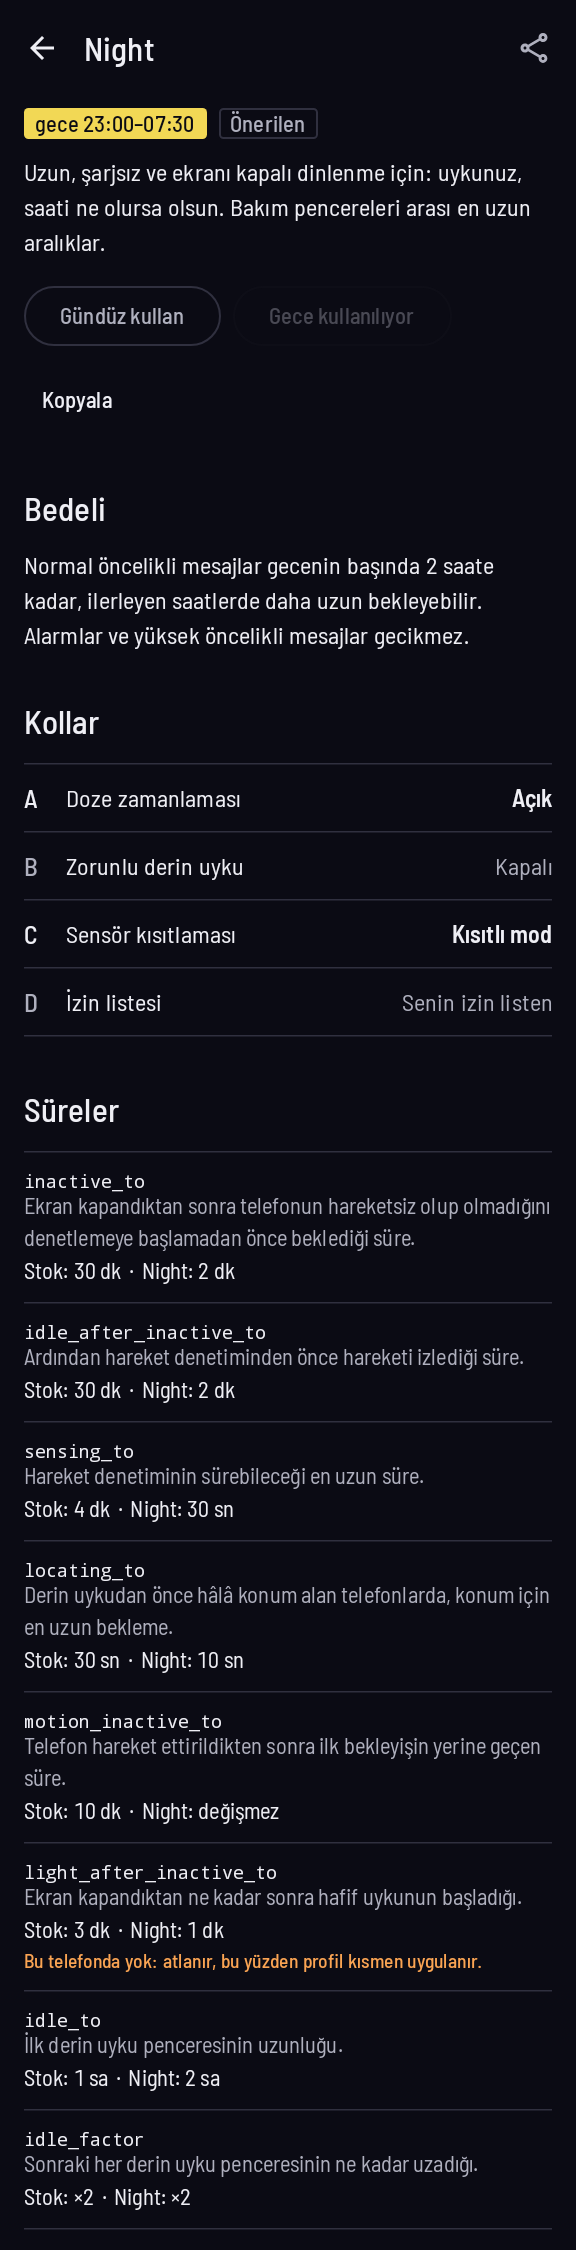 Night
gece 23:00–07:30
Önerilen
Uzun, şarjsız ve ekranı kapalı dinlenme için: uykunuz,
saati ne olursa olsun. Bakım pencereleri arası en uzun
aralıklar.
Gündüz kullan
Gece kullanılıyor
Kopyala
Bedeli
Normal öncelikli mesajlar gecenin başında 2 saate
kadar, ilerleyen saatlerde daha uzun bekleyebilir.
Alarmlar ve yüksek öncelikli mesajlar gecikmez.
Kollar
A Doze zamanlaması Açık
B Zorunlu derin uyku Kapalı
C Sensör kısıtlaması Kısıtlı mod
D İzin listesi Senin izin listen
Süreler
inactive_to
Ekran kapandıktan sonra telefonun hareketsiz olup olmadığını
denetlemeye başlamadan önce beklediği süre.
Stok: 30 dk · Night: 2 dk
idle_after_inactive_to
Ardından hareket denetiminden önce hareketi izlediği süre.
Stok: 30 dk · Night: 2 dk
sensing_to
Hareket denetiminin sürebileceği en uzun süre.
Stok: 4 dk · Night: 30 sn
locating_to
Derin uykudan önce hâlâ konum alan telefonlarda, konum için
en uzun bekleme.
Stok: 30 sn · Night: 10 sn
motion_inactive_to
Telefon hareket ettirildikten sonra ilk bekleyişin yerine geçen
süre.
Stok: 10 dk · Night: değişmez
light_after_inactive_to
Ekran kapandıktan ne kadar sonra hafif uykunun başladığı.
Stok: 3 dk · Night: 1 dk
Bu telefonda yok: atlanır, bu yüzden profil kısmen uygulanır.
idle_to
İlk derin uyku penceresinin uzunluğu.
Stok: 1 sa · Night: 2 sa
idle_factor
Sonraki her derin uyku penceresinin ne kadar uzadığı.
Stok: ×2 · Night: ×2